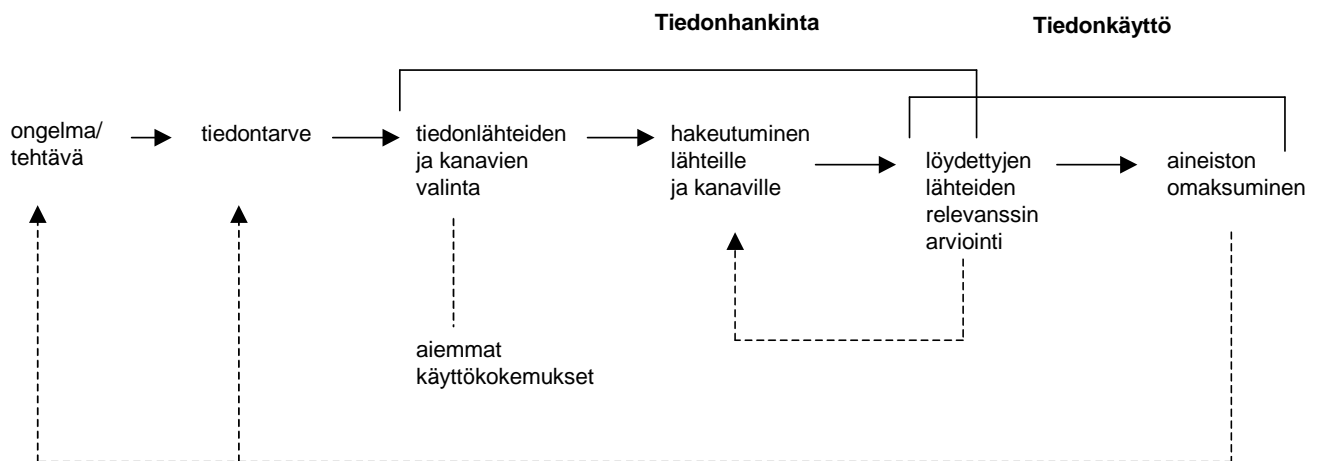 Tiedonhankinta
Tiedonkäyttö
ongelma/
tehtävä
tiedontarve
tiedonlähteiden
ja kanavien
valinta
hakeutuminen
lähteille
ja kanaville
löydettyjen
lähteiden
relevanssin
arviointi
aineiston
omaksuminen
aiemmat
käyttökokemukset